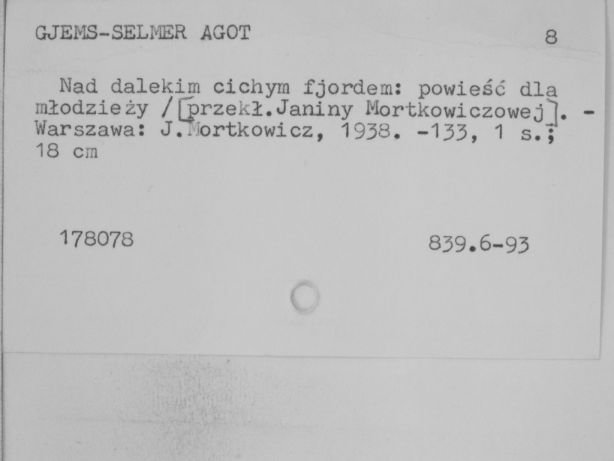 GJEMS-SELMER AGOT 8
Nad dalekim cichym fjordem: powieść dla
młodzieży /[przekł.Janiny Mortkowiczowej]. -
Warszawa: J.Mortkowicz, 1938. -133, 1 s.;
18 cm
178078 839.6-93